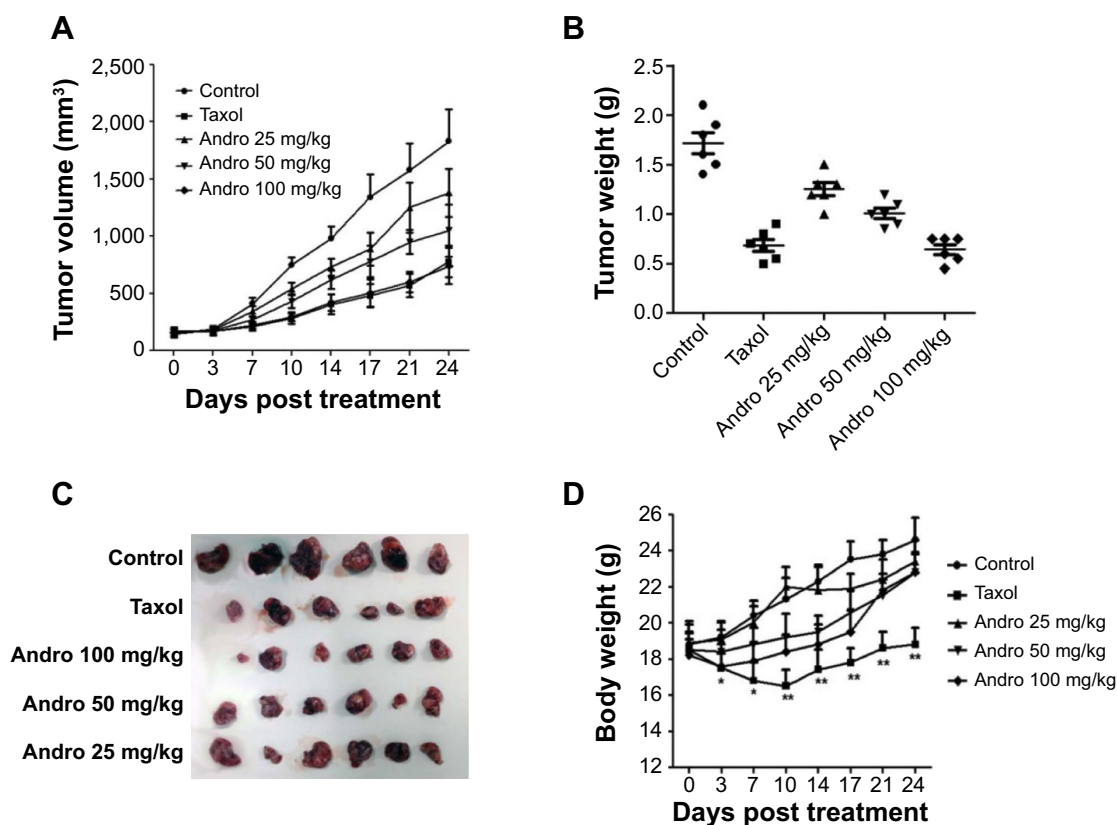 A
Tumor volume (mm³)
2,500
2,000
1,500
1,000
500
0
Control
Taxol
Andro 25 mg/kg
Andro 50 mg/kg
Andro 100 mg/kg
0 3 7 10 14 17 21 24
Days post treatment
B
Tumor weight (g)
2.5
2.0
1.5
1.0
0.5
0.0
Control
Taxol
Andro 25 mg/kg
Andro 50 mg/kg
Andro 100 mg/kg
C
Control
Taxol
Andro 100 mg/kg
Andro 50 mg/kg
Andro 25 mg/kg
D
Body weight (g)
26
24
22
20
18
16
14
12
* * ** ** ** ** **
Control
Taxol
Andro 25 mg/kg
Andro 50 mg/kg
Andro 100 mg/kg
0 3 7 10 14 17 21 24
Days post treatment